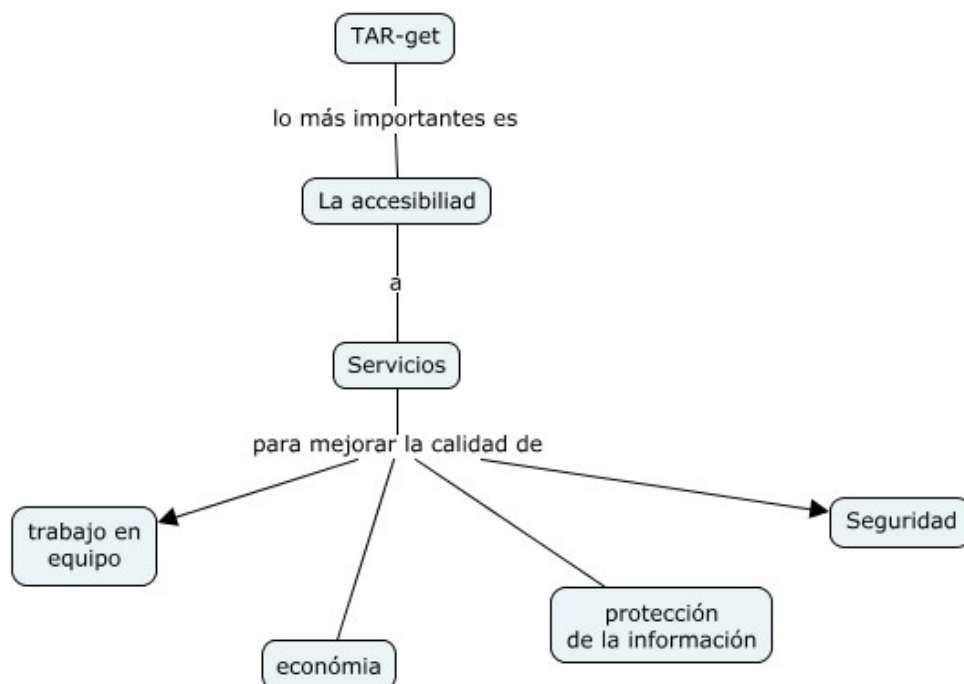 TAR-get
lo más importantes es
La accesibiliad
a
Servicios
para mejorar la calidad de
trabajo en
equipo
Seguridad
protección
de la información
económia